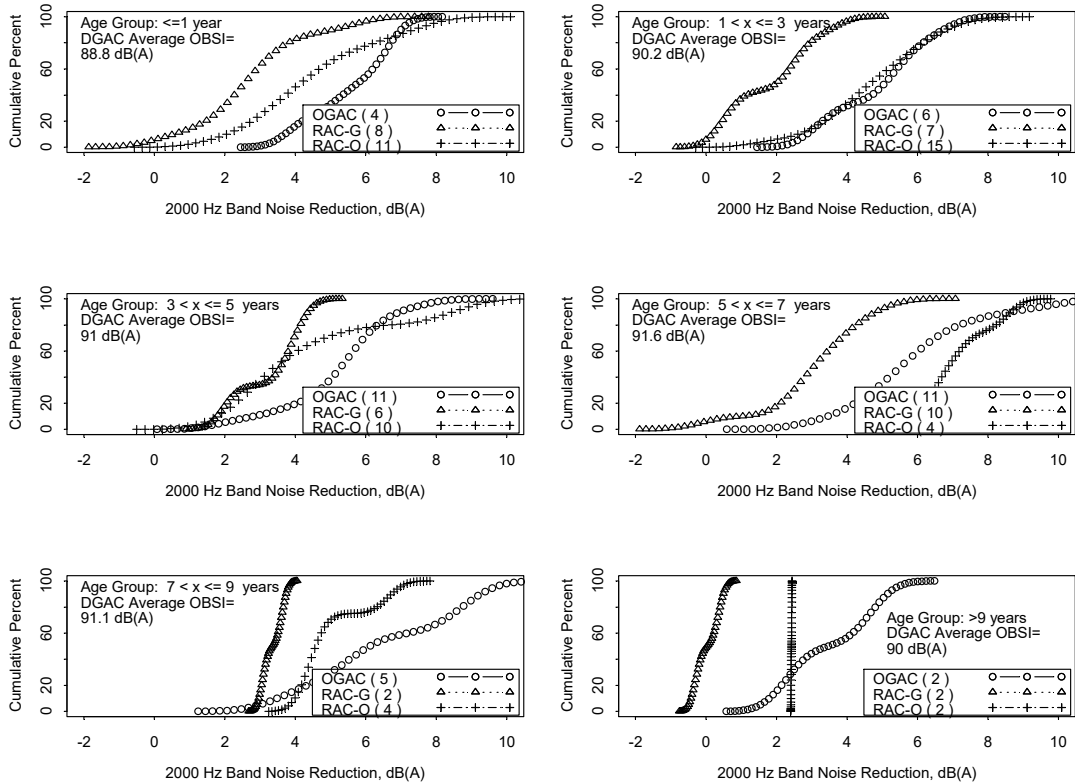 Cumulative Percent
0 20 60 100
Age Group: <=1 year
DGAC Average OBSI=
88.8 dB(A)
OGAC ( 4 )
RAC-G ( 8 )
RAC-O ( 11 )
-2 0 2 4 6 8 10
2000 Hz Band Noise Reduction, dB(A)
Cumulative Percent
0 20 60 100
Age Group: 1 < x <= 3 years
DGAC Average OBSI=
90.2 dB(A)
OGAC ( 6 )
RAC-G ( 7 )
RAC-O ( 15 )
-2 0 2 4 6 8 10
2000 Hz Band Noise Reduction, dB(A)
Cumulative Percent
0 20 60 100
Age Group: 3 < x <= 5 years
DGAC Average OBSI=
91 dB(A)
OGAC ( 11 )
RAC-G ( 6 )
RAC-O ( 10 )
-2 0 2 4 6 8 10
2000 Hz Band Noise Reduction, dB(A)
Cumulative Percent
0 20 60 100
Age Group: 5 < x <= 7 years
DGAC Average OBSI=
91.6 dB(A)
OGAC ( 11 )
RAC-G ( 10 )
RAC-O ( 4 )
-2 0 2 4 6 8 10
2000 Hz Band Noise Reduction, dB(A)
Cumulative Percent
0 20 60 100
Age Group: 7 < x <= 9 years
DGAC Average OBSI=
91.1 dB(A)
OGAC ( 5 )
RAC-G ( 2 )
RAC-O ( 4 )
-2 0 2 4 6 8 10
2000 Hz Band Noise Reduction, dB(A)
Cumulative Percent
0 20 60 100
Age Group: >9 years
DGAC Average OBSI=
90 dB(A)
OGAC ( 2 )
RAC-G ( 2 )
RAC-O ( 2 )
-2 0 2 4 6 8 10
2000 Hz Band Noise Reduction, dB(A)